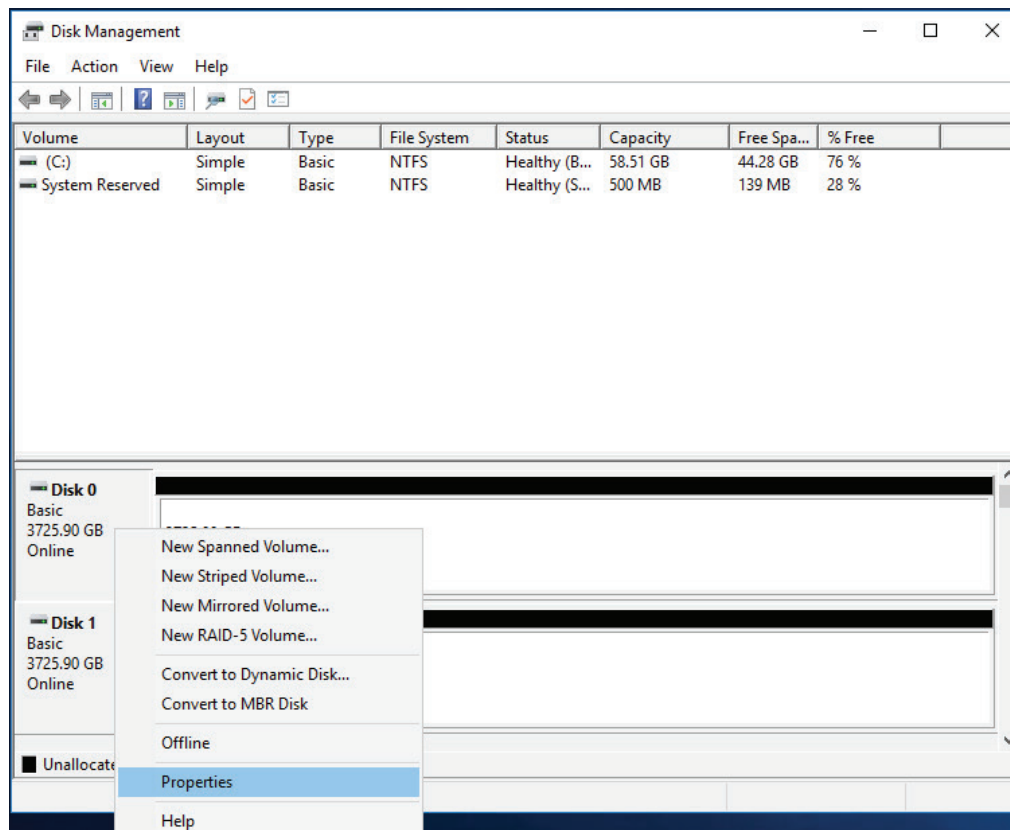 Disk Management
File Action View Help
Volume Layout Type File System Status Capacity Free Spa... % Free
(C:) Simple Basic NTFS Healthy (B... 58.51 GB 44.28 GB 76 %
System Reserved Simple Basic NTFS Healthy (S... 500 MB 139 MB 28 %
Disk 0
Basic
3725.90 GB
Online
New Spanned Volume...
New Striped Volume...
New Mirrored Volume...
New RAID-5 Volume...
Convert to Dynamic Disk...
Convert to MBR Disk
Offline
Properties
Help
Disk 1
Basic
3725.90 GB
Online
Unallocate